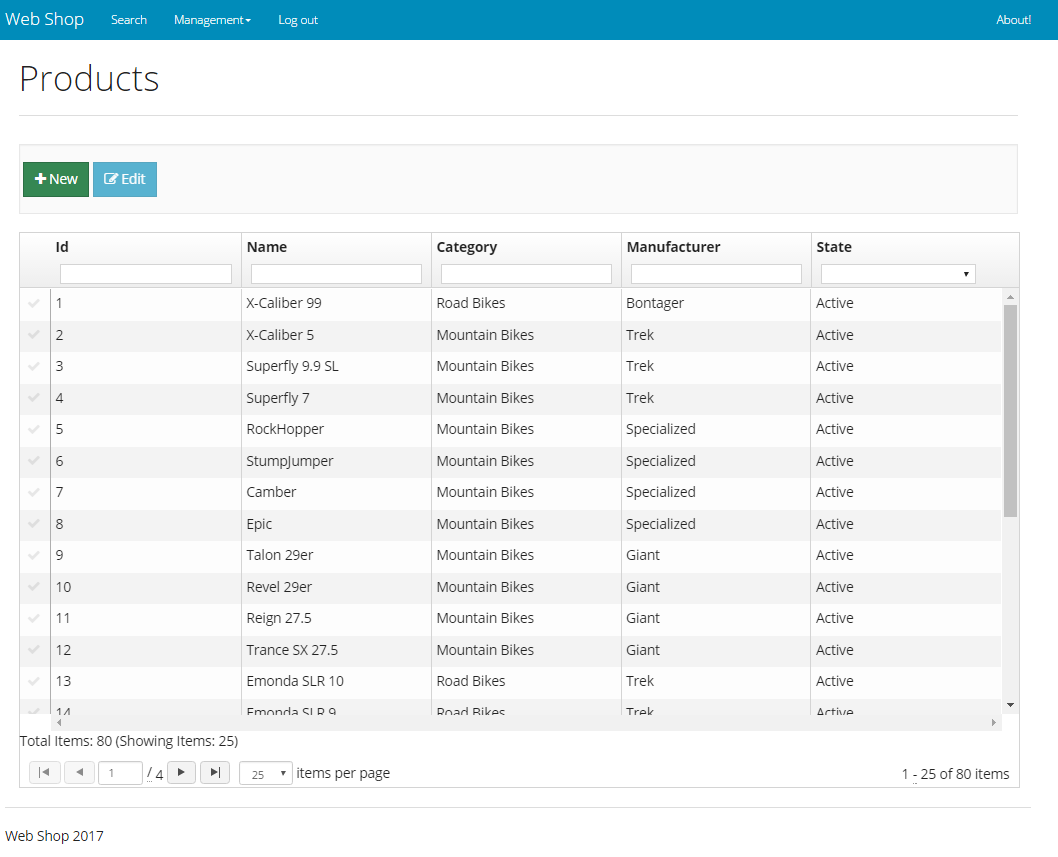 Web Shop Search Management Log out About!
Products
New Edit
Id Name Category Manufacturer State
1 X-Caliber 99 Road Bikes Bontager Active
2 X-Caliber 5 Mountain Bikes Trek Active
3 Superfly 9.9 SL Mountain Bikes Trek Active
4 Superfly 7 Mountain Bikes Trek Active
5 RockHopper Mountain Bikes Specialized Active
6 StumpJumper Mountain Bikes Specialized Active
7 Camber Mountain Bikes Specialized Active
8 Epic Mountain Bikes Specialized Active
9 Talon 29er Mountain Bikes Giant Active
10 Revel 29er Mountain Bikes Giant Active
11 Reign 27.5 Mountain Bikes Giant Active
12 Trance SX 27.5 Mountain Bikes Giant Active
13 Emonda SLR 10 Road Bikes Trek Active
14 Emonda SLR 9 Road Bikes Trek Active
Total Items: 80 (Showing Items: 25)
1 / 4 25 items per page 1 - 25 of 80 items
Web Shop 2017